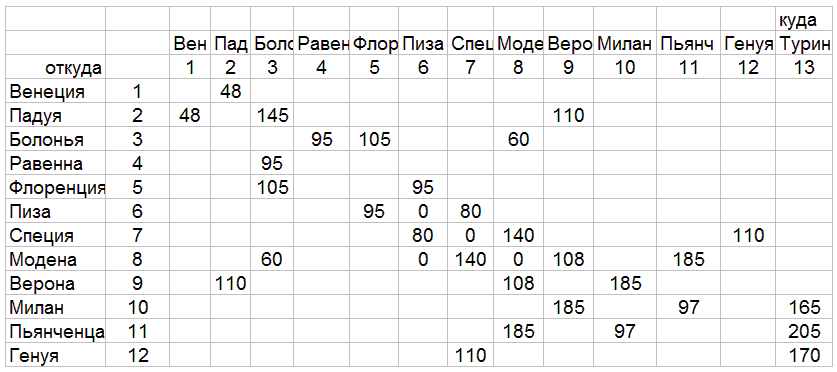 куда
Вен Пад Боло Равен Флор Пиза Спец Моде Веро Милан Пьянч Генуя Турин
откуда 1 2 3 4 5 6 7 8 9 10 11 12 13
Венеция 1 48
Падуя 2 48 145 110
Болонья 3 95 105 60
Равенна 4 95
Флоренция 5 105 95
Пиза 6 95 0 80
Специя 7 80 0 140 110
Модена 8 60 0 140 0 108 185
Верона 9 110 108 185
Милан 10 185 97 165
Пьянченца 11 185 97 205
Генуя 12 110 170